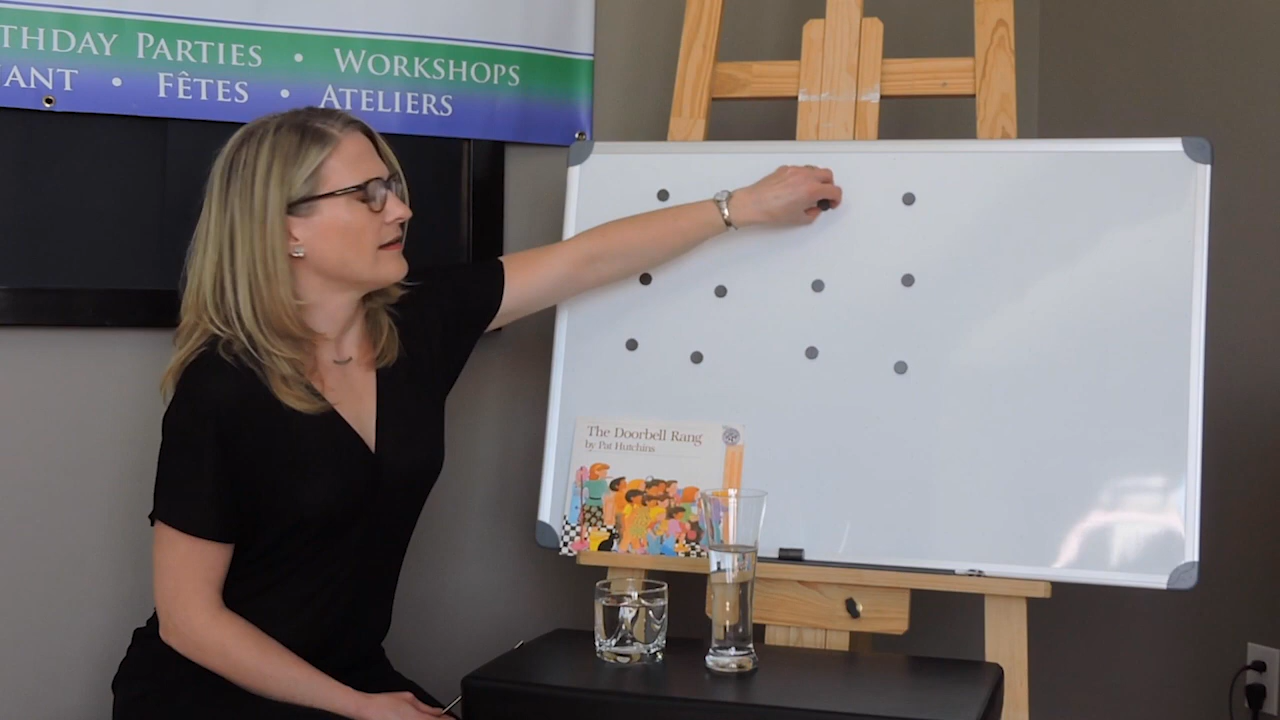 THDAY PARTIES • WORKSHOPS
ANT • FÊTES • ATELIERS
The Doorbell Rang
by Pat Hutchins